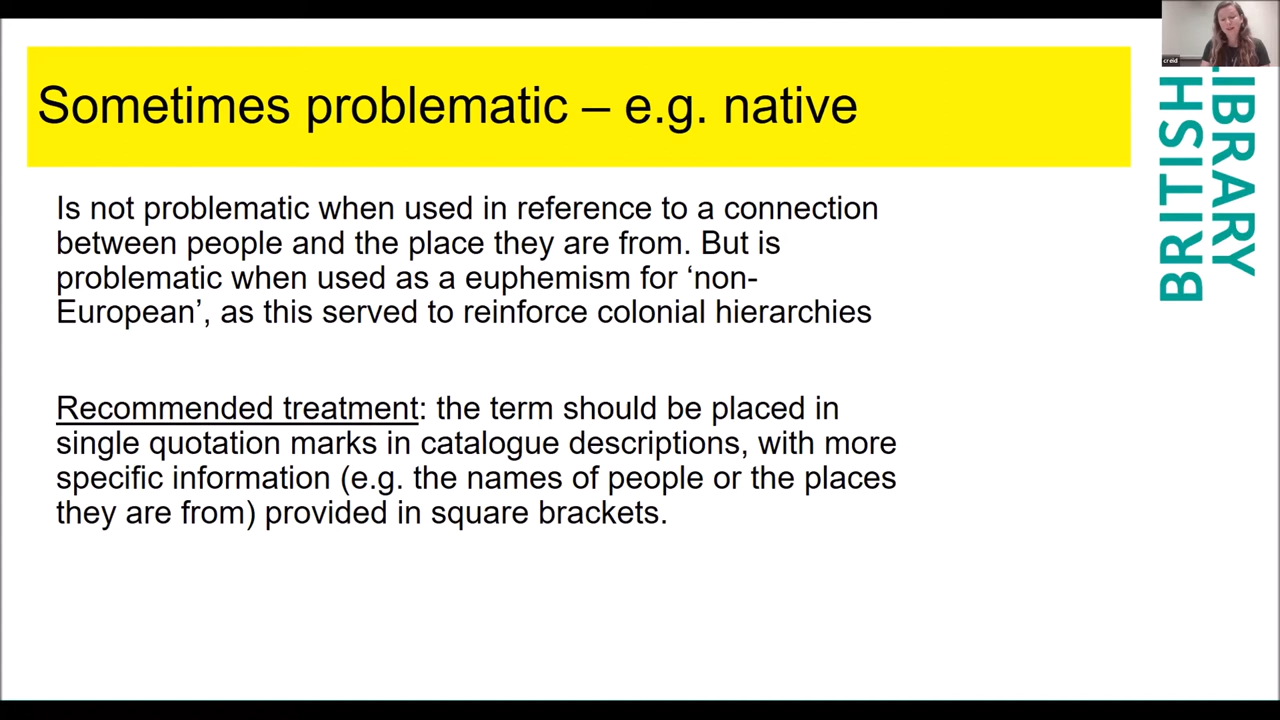 Sometimes problematic – e.g. native
Is not problematic when used in reference to a connection
between people and the place they are from. But is
problematic when used as a euphemism for ‘non-
European’, as this served to reinforce colonial hierarchies
Recommended treatment: the term should be placed in
single quotation marks in catalogue descriptions, with more
specific information (e.g. the names of people or the places
they are from) provided in square brackets.
creid
BRITISH
LIBRARY